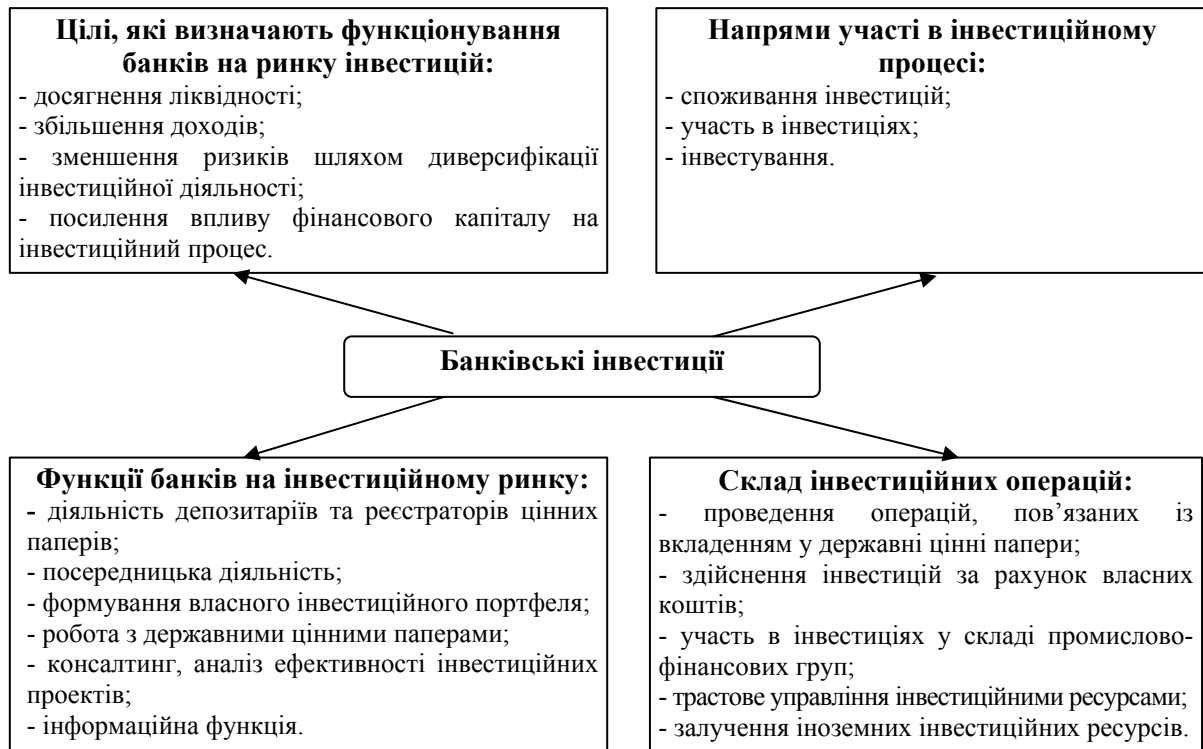 Цілі, які визначають функціонування
банків на ринку інвестицій:
- досягнення ліквідності;
- збільшення доходів;
- зменшення ризиків шляхом диверсифікації
інвестиційної діяльності;
- посилення впливу фінансового капіталу на
інвестиційний процес.
Напрями участі в інвестиційному
процесі:
- споживання інвестицій;
- участь в інвестиціях;
- інвестування.
Банківські інвестиції
Функції банків на інвестиційному ринку:
- діяльність депозитаріїв та реєстраторів цінних
паперів;
- посередницька діяльність;
- формування власного інвестиційного портфеля;
- робота з державними цінними паперами;
- консалтинг, аналіз ефективності інвестиційних
проектів;
- інформаційна функція.
Склад інвестиційних операцій:
- проведення операцій, пов’язаних із
вкладенням у державні цінні папери;
- здійснення інвестицій за рахунок власних
коштів;
- участь в інвестиціях у складі промислово-
фінансових груп;
- трастове управління інвестиційними ресурсами;
- залучення іноземних інвестиційних ресурсів.